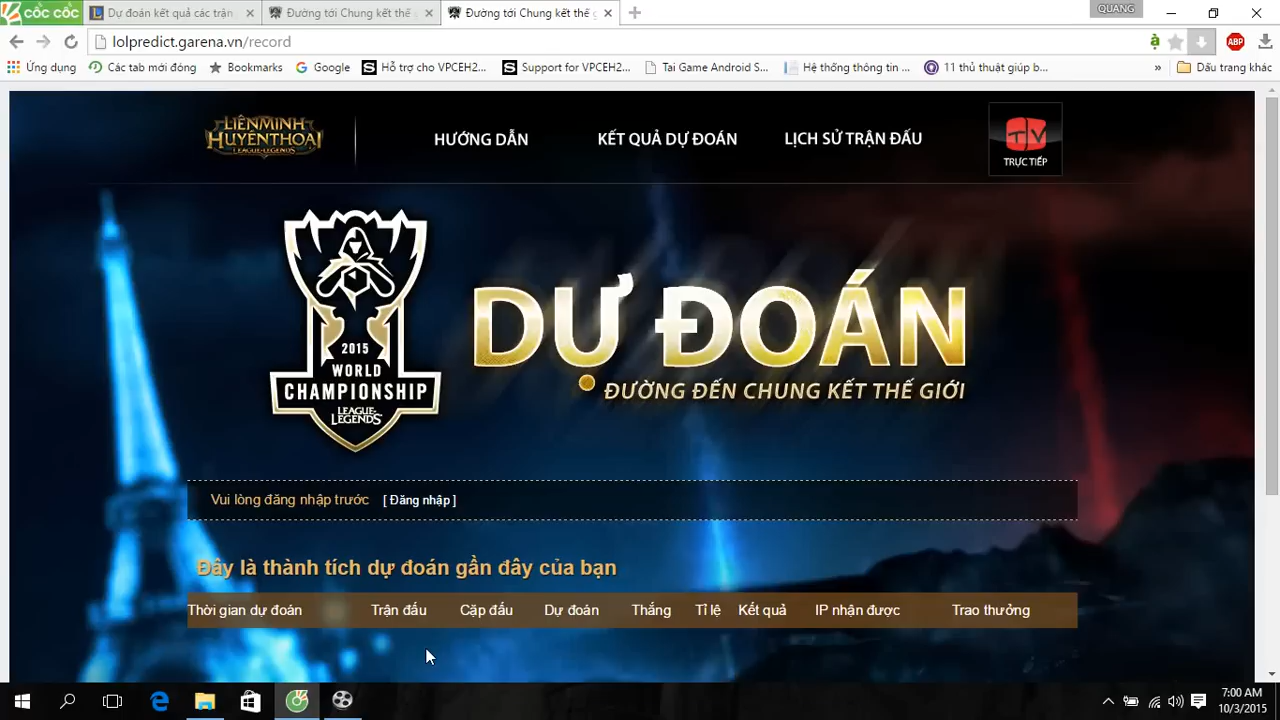 cốc cốc
Dự đoán kết quả các trận
Đường tới Chung kết thế g
Đường tới Chung kết thế g
QUANG
lolpredict.garena.vn/record
ABP
Ứng dụng
Các tab mới đóng
Bookmarks
Google
Hỗ trợ cho VPCEH2...
Support for VPCEH2...
Tai Game Android S...
Hệ thống thông tin ...
11 thủ thuật giúp b...
»
Dấu trang khác
LIÊN MINH
HUYỀN THOẠI
LEAGUE of LEGENDS
HƯỚNG DẪN
KẾT QUẢ DỰ ĐOÁN
LỊCH SỬ TRẬN ĐẤU
TV
TRỰC TIẾP
2015
WORLD
CHAMPIONSHIP
LEAGUE of
LEGENDS
DỰ ĐOÁN
ĐƯỜNG ĐẾN CHUNG KẾT THẾ GIỚI
Vui lòng đăng nhập trước [ Đăng nhập ]
Đây là thành tích dự đoán gần đây của bạn
Thời gian dự đoán Trận đấu Cặp đấu Dự đoán Thắng Tỉ lệ Kết quả IP nhận được Trao thưởng
7:00 AM
10/3/2015